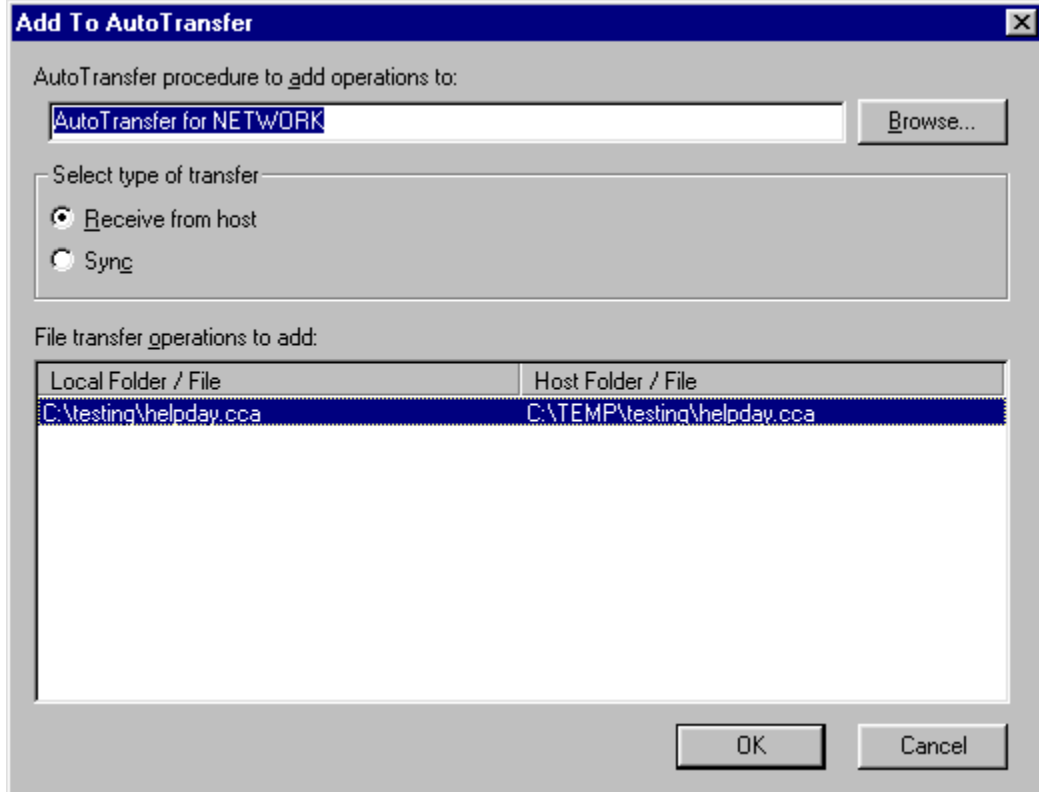 Add To AutoTransfer
AutoTransfer procedure to add operations to:
AutoTransfer for NETWORK
Browse...
Select type of transfer
Receive from host
Sync
File transfer operations to add:
Local Folder / File Host Folder / File
C:\testing\helpday.cca C:\TEMP\testing\helpday.cca
OK Cancel